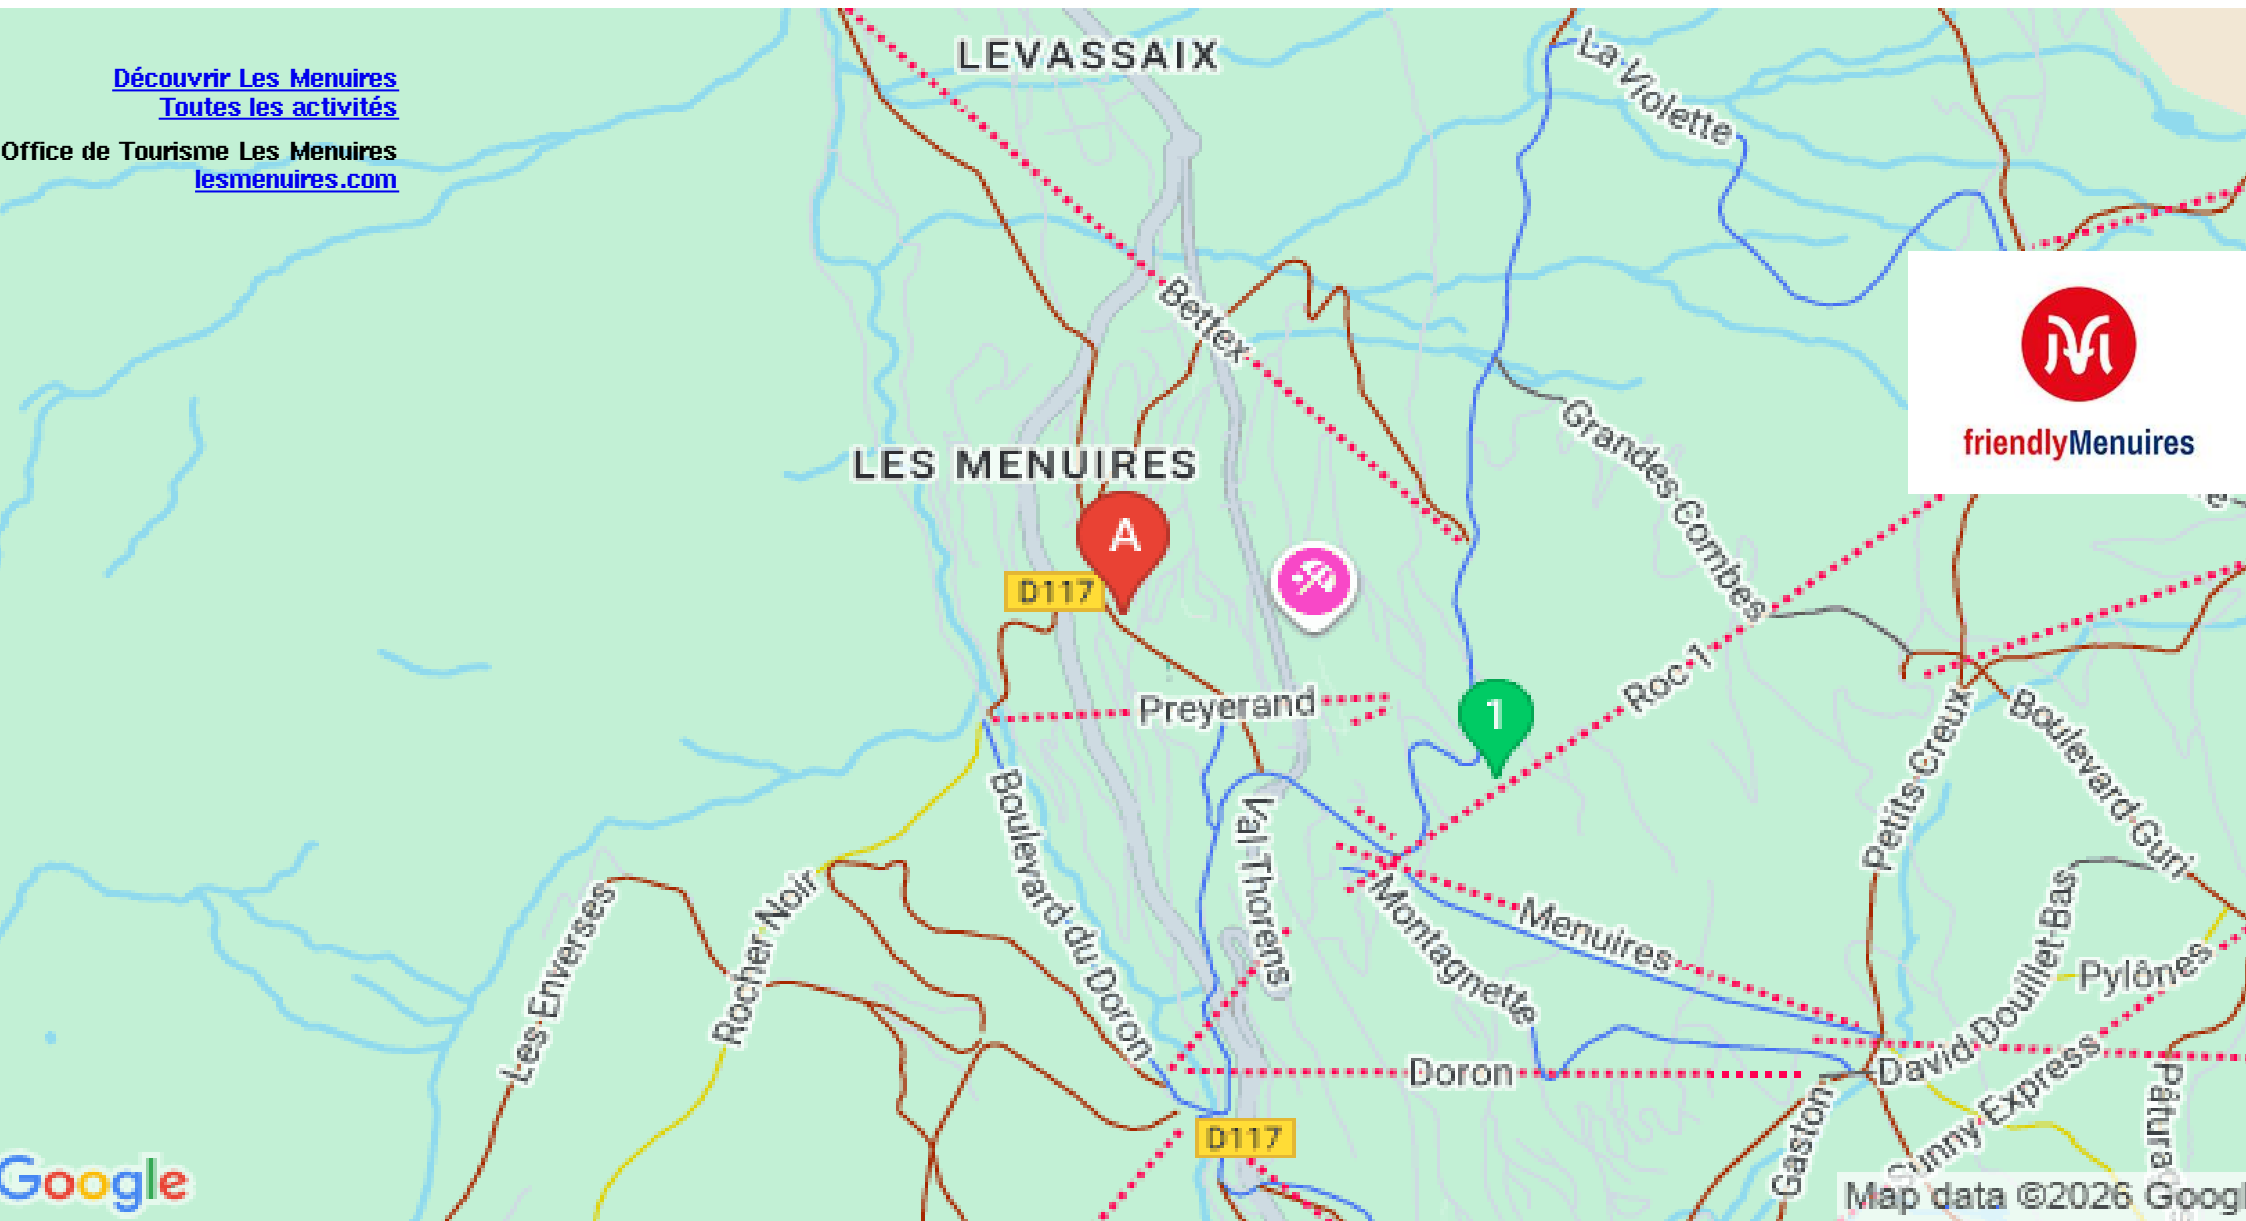 LEVASSAIX
La Violette
Découvrir Les Menuires
Toutes les activités
Office de Tourisme Les Menuires
lesmenuires.com
Bettex
friendlyMenuires
Grandes Combes
LES MENUIRES
A
D117
Roc 1
Preyerand
1
Petits Creux
Boulevard Guri
Boulevard du Doron
Val Thorens
Rocher Noir
Les Enverses
Montagnette
Menuires
David Douillet Bas
Pylônes
Doron
Sunny Express
Gaston
Pâtura
D117
Google
Map data ©2026 Googl